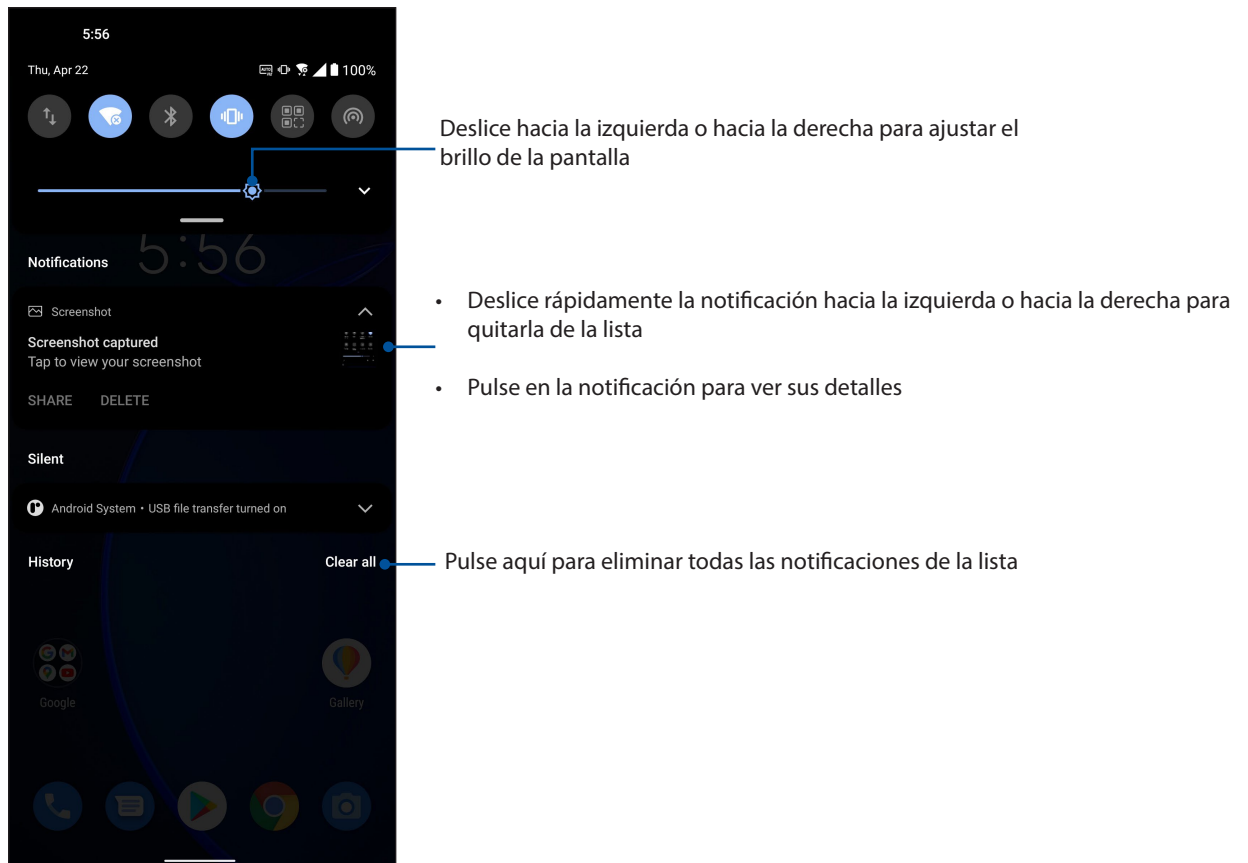 5:56
Thu, Apr 22
100%
Deslice hacia la izquierda o hacia la derecha para ajustar el
brillo de la pantalla
5:56
Notifications
Screenshot
• Deslice rápidamente la notificación hacia la izquierda o hacia la derecha para
quitarla de la lista
Screenshot captured
Tap to view your screenshot
• Pulse en la notificación para ver sus detalles
SHARE DELETE
Silent
Android System • USB file transfer turned on
History
Clear all
Pulse aquí para eliminar todas las notificaciones de la lista
Google
Gallery